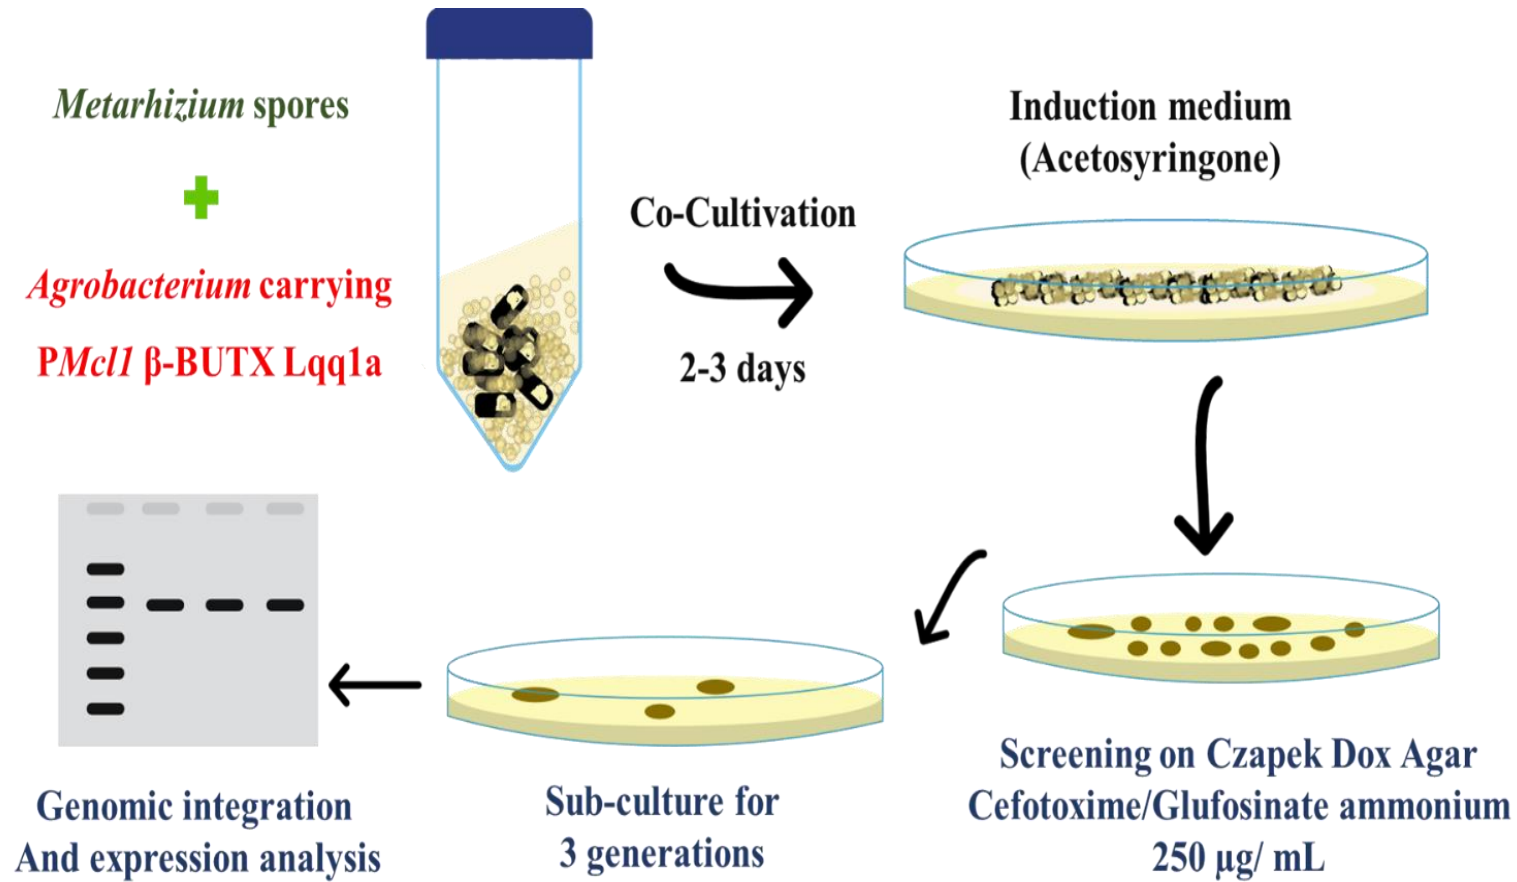 Metarhizium spores
Agrobacterium carrying
PMcl1 β-BUTX Lqq1a
Co-Cultivation
2-3 days
Induction medium
(Acetosyringone)
Screening on Czapek Dox Agar
Cefotoxime/Glufosinate ammonium
250 µg/ mL
Sub-culture for
3 generations
Genomic integration
And expression analysis